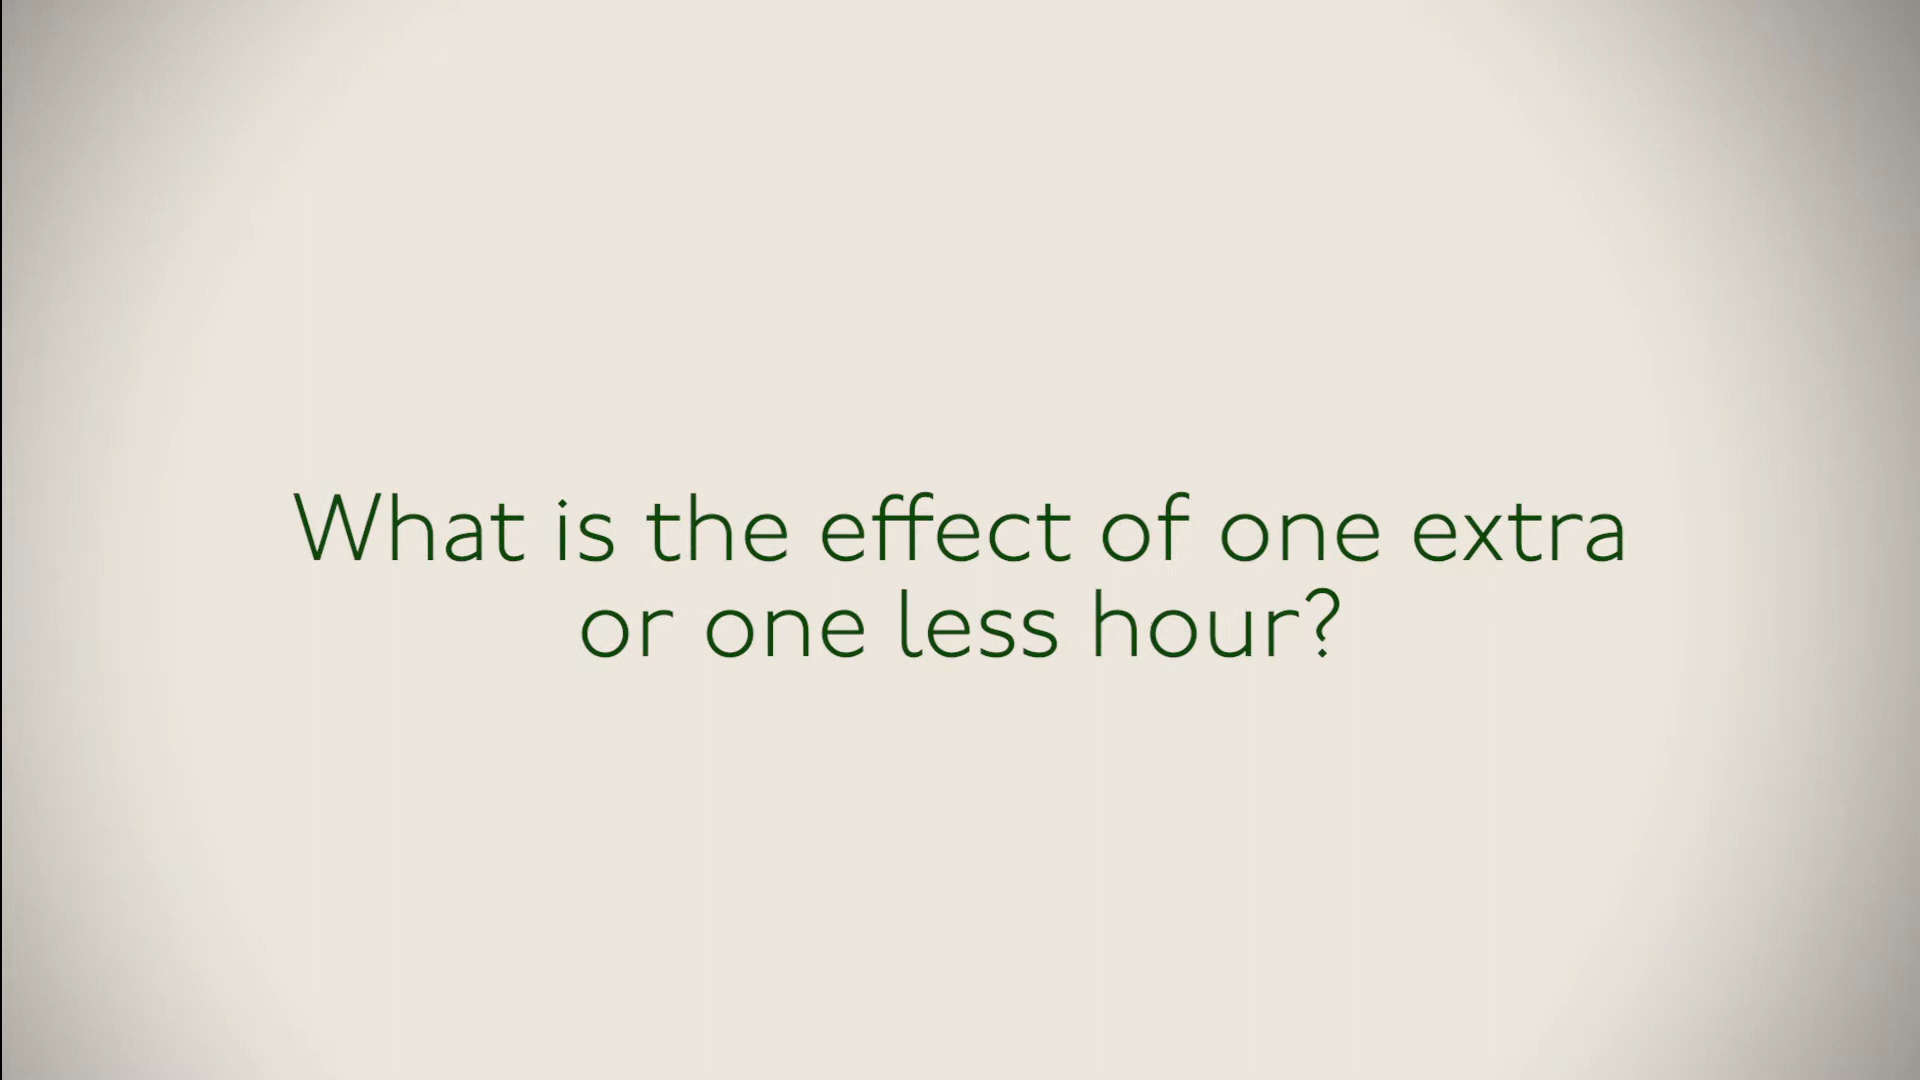 What is the effect of one extra
or one less hour?